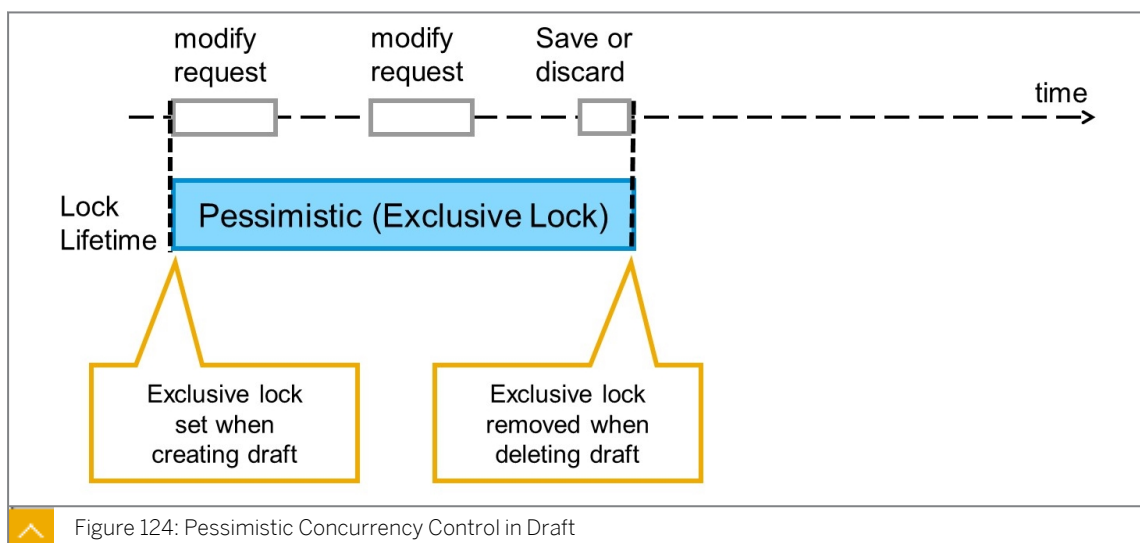 modify
request
modify
request
Save or
discard
time
Lock
Lifetime
Pessimistic (Exclusive Lock)
Exclusive lock
set when
creating draft
Exclusive lock
removed when
deleting draft
Figure 124: Pessimistic Concurrency Control in Draft